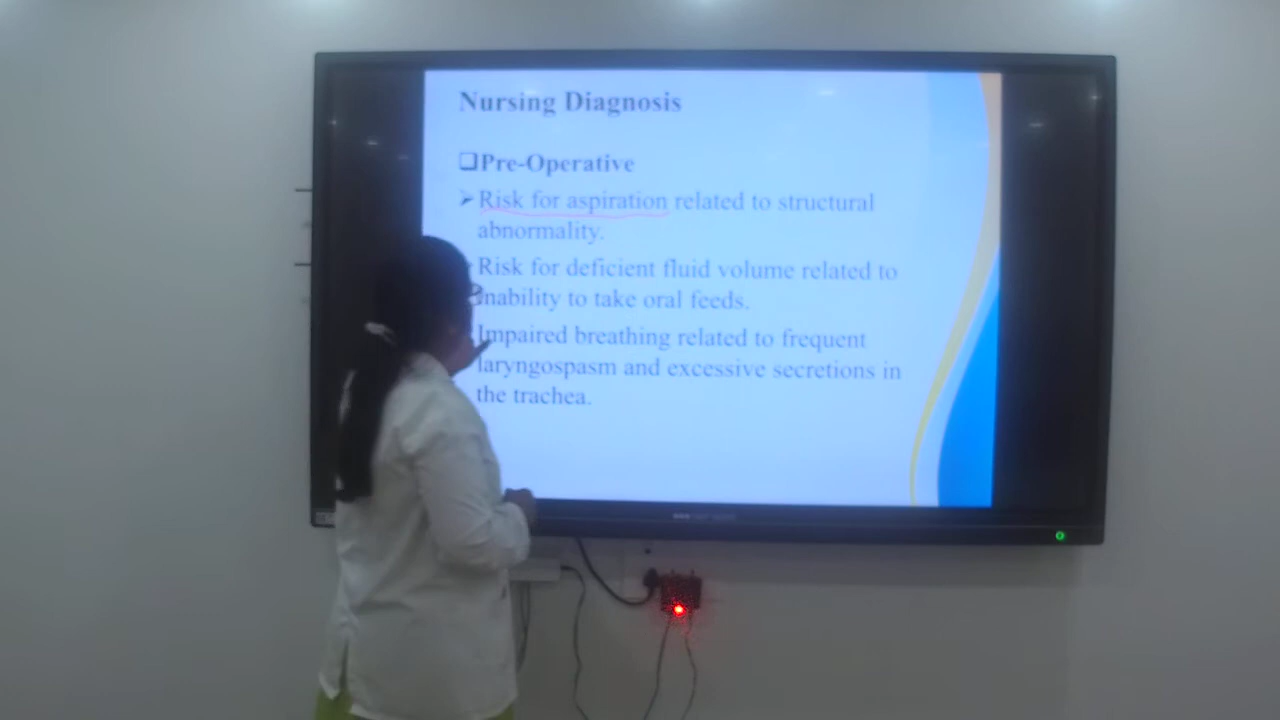 Nursing Diagnosis
❑Pre-Operative
➢Risk for aspiration related to structural
abnormality.
Risk for deficient fluid volume related to
inability to take oral feeds.
Impaired breathing related to frequent
laryngospasm and excessive secretions in
the trachea.